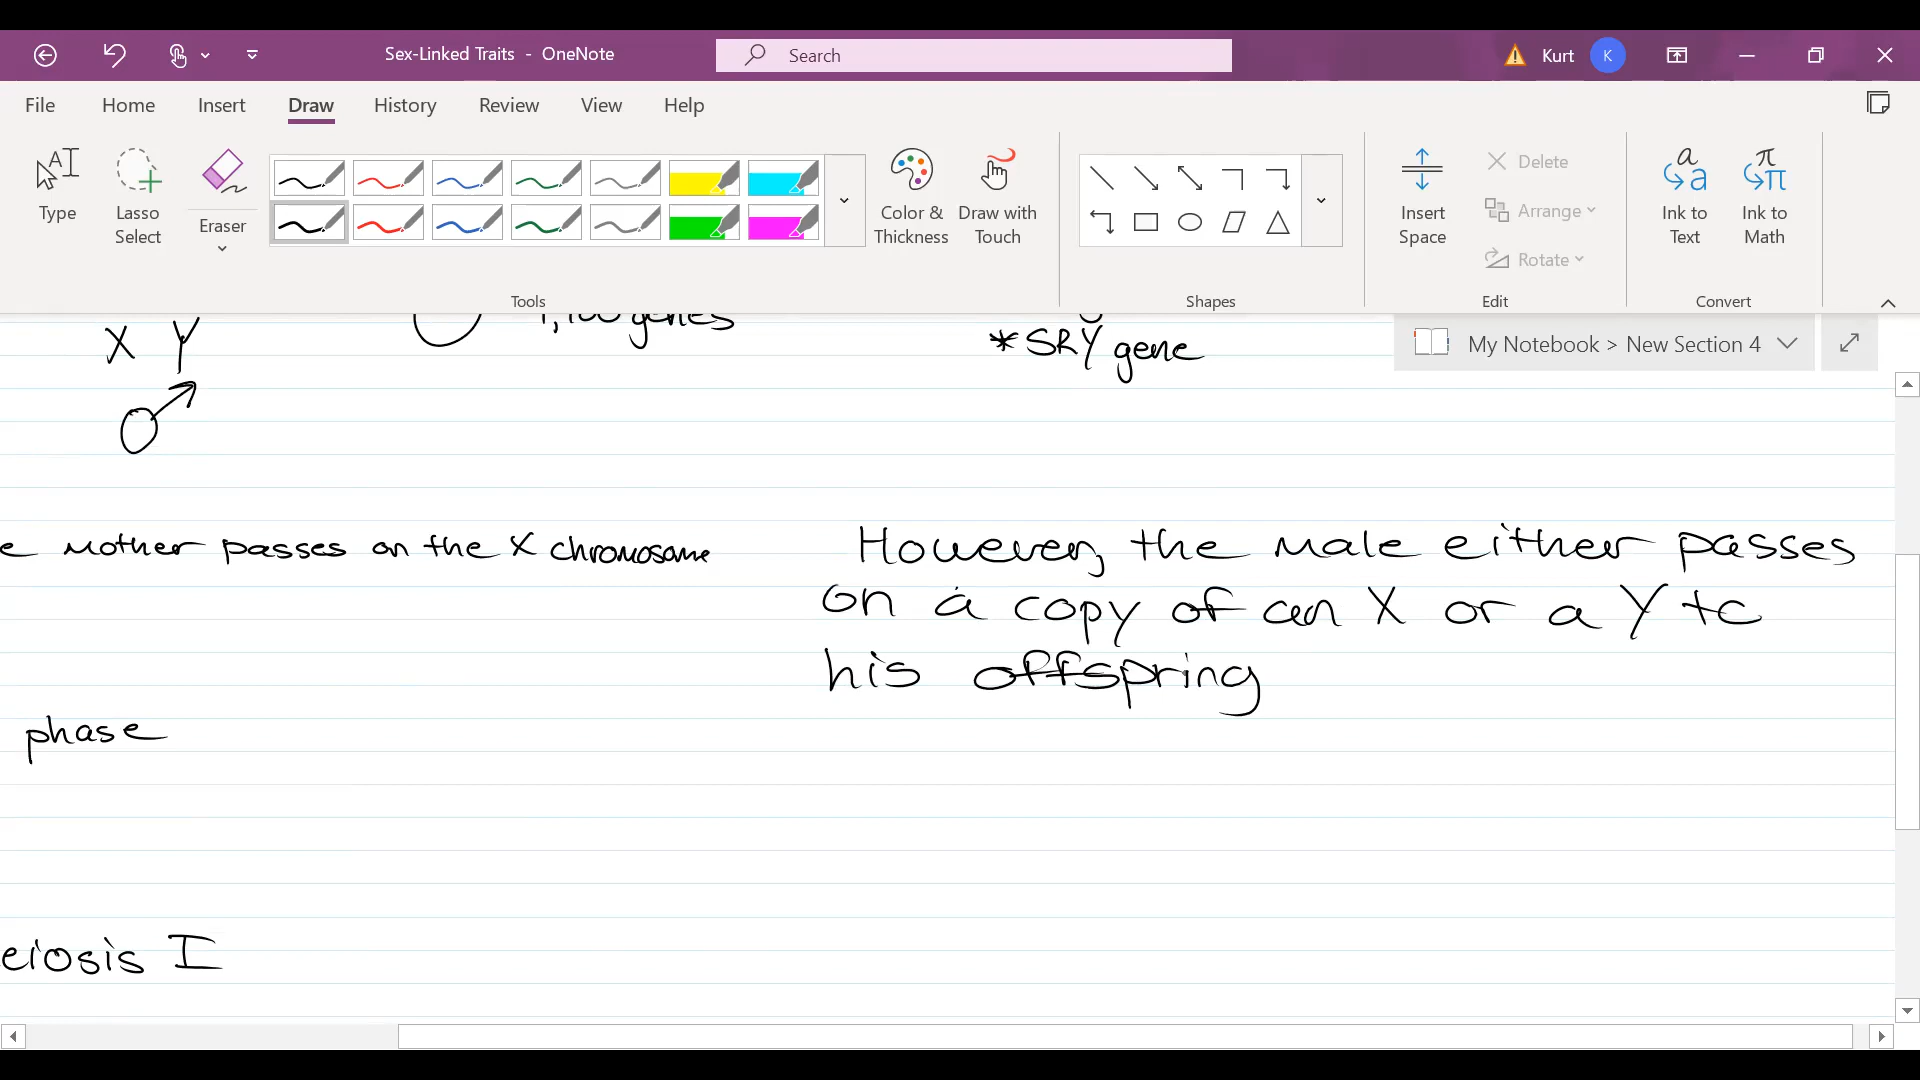 Sex-Linked Traits - OneNote
Search
Kurt
K
File Home Insert Draw History Review View Help
Type
Lasso Select
Eraser
Color & Thickness
Draw with Touch
Insert Space
Delete
Arrange
Rotate
Ink to Text
Ink to Math
Tools
Shapes
Edit
Convert
My Notebook > New Section 4
X Y
genes
*SRY gene
e Mother passes on the X chromosome
However, the male either passes
on a copy of an X or a Y to
his offspring
phase
eiosis I